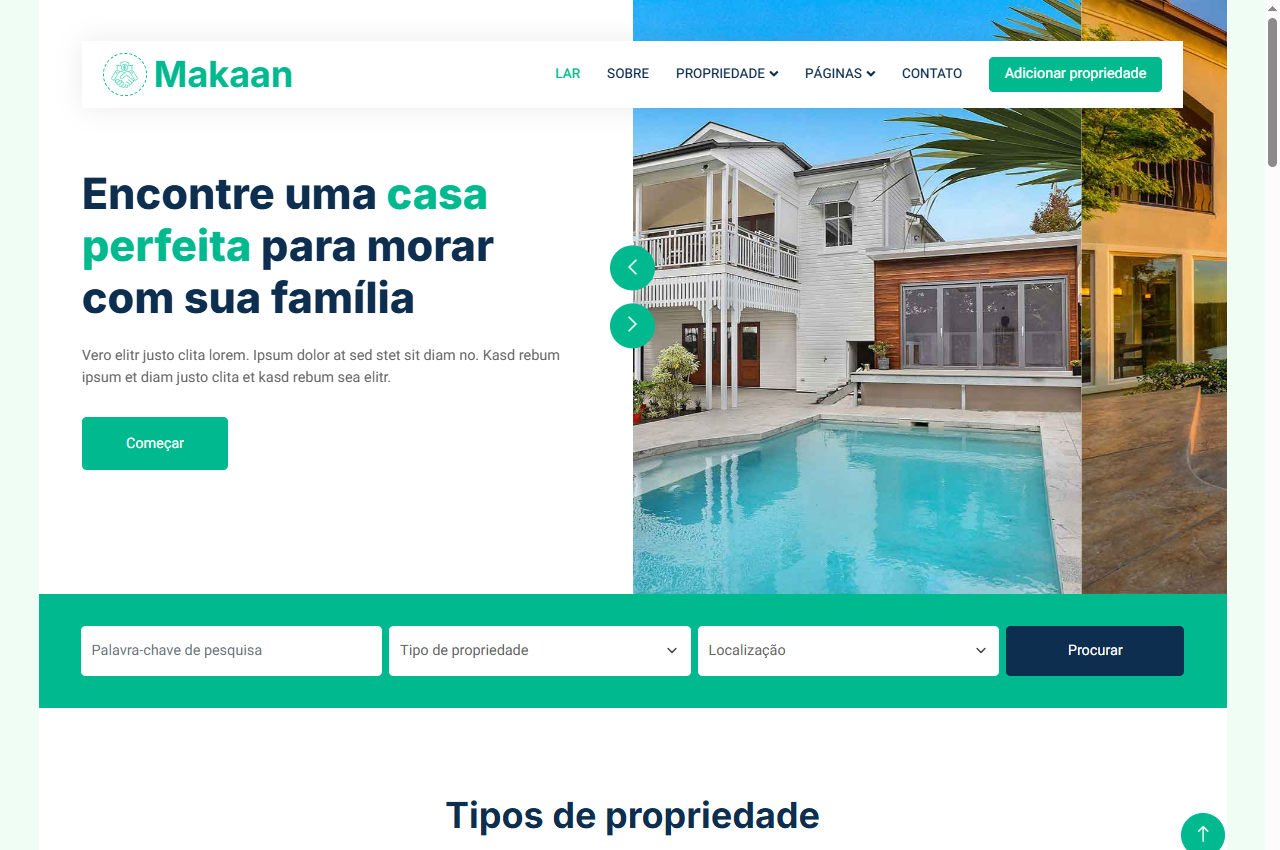 Makaan
LAR
SOBRE
PROPRIEDADE
PÁGINAS
CONTATO
Adicionar propriedade
Encontre uma casa
perfeita para morar
com sua família
Vero elitr justo clita lorem. Ipsum dolor at sed stet sit diam no. Kasd rebum
ipsum et diam justo clita et kasd rebum sea elitr.
Começar
Palavra-chave de pesquisa
Tipo de propriedade
Localização
Procurar
Tipos de propriedade